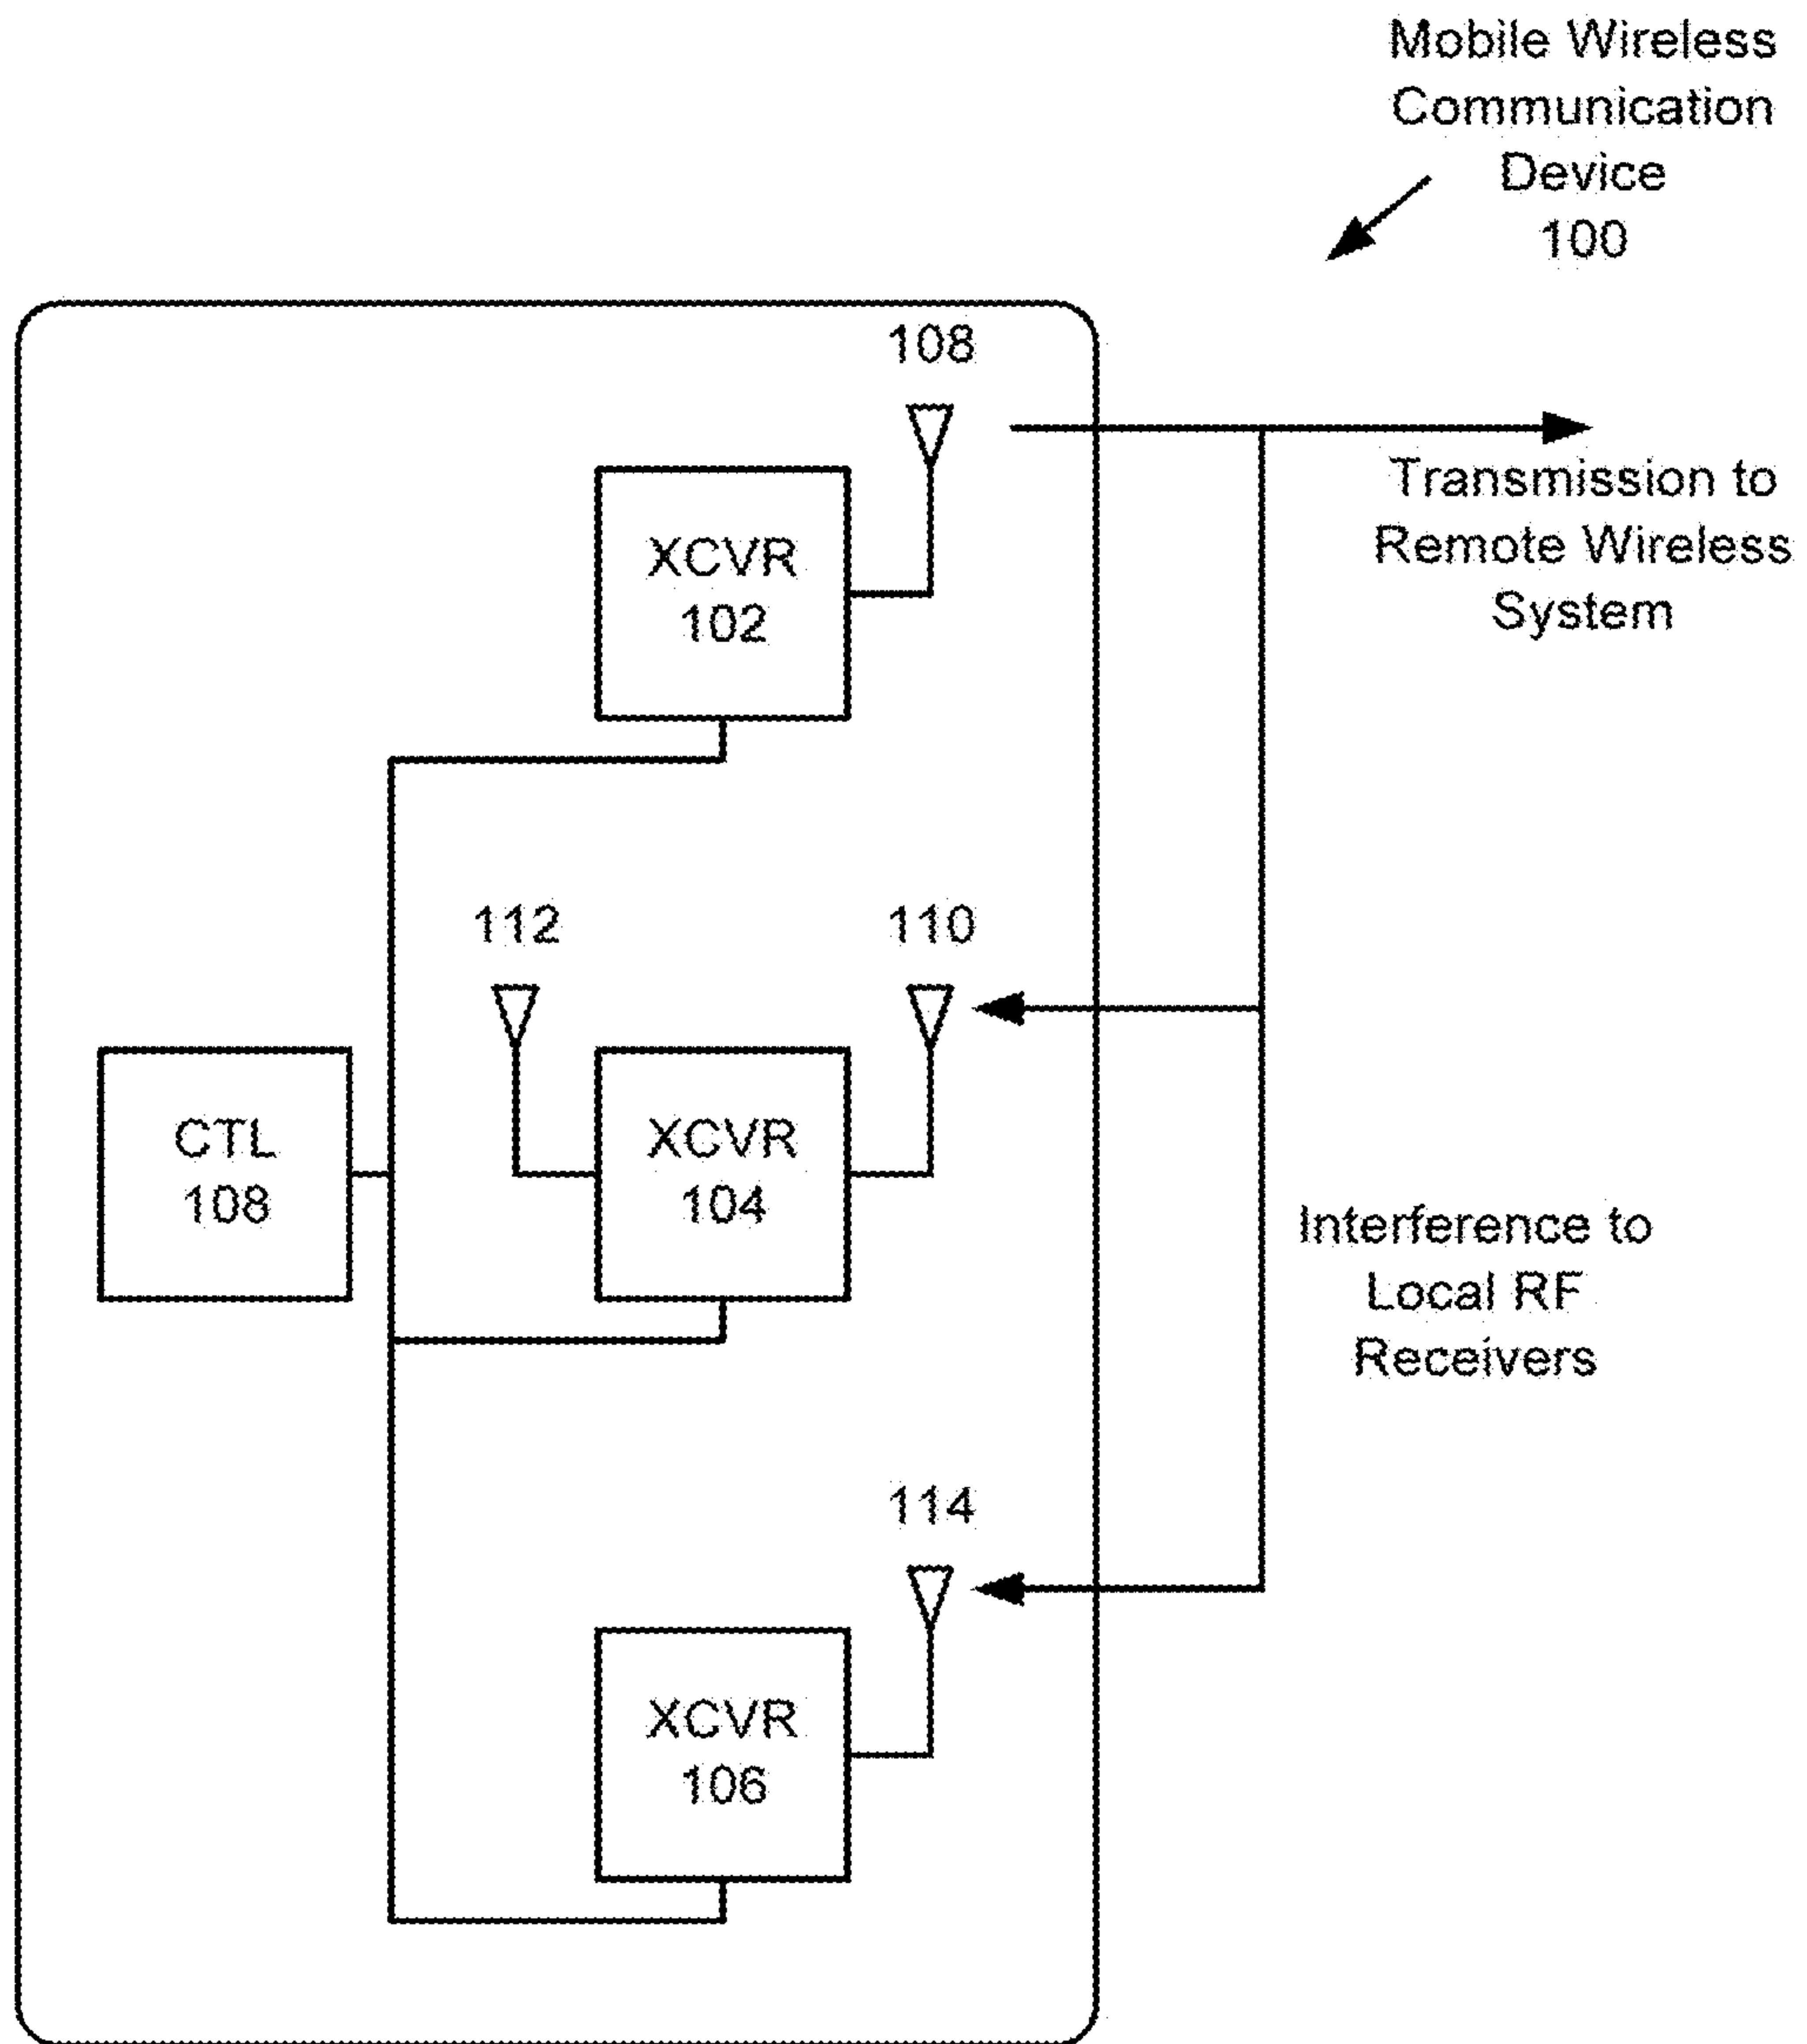 Mobile Wireless
Communication
Device
100
108
Transmission to
Remote Wireless
System
XCVR
102
112
110
CTL
108
XCVR
104
Interference to
Local RF
Receivers
114
XCVR
106